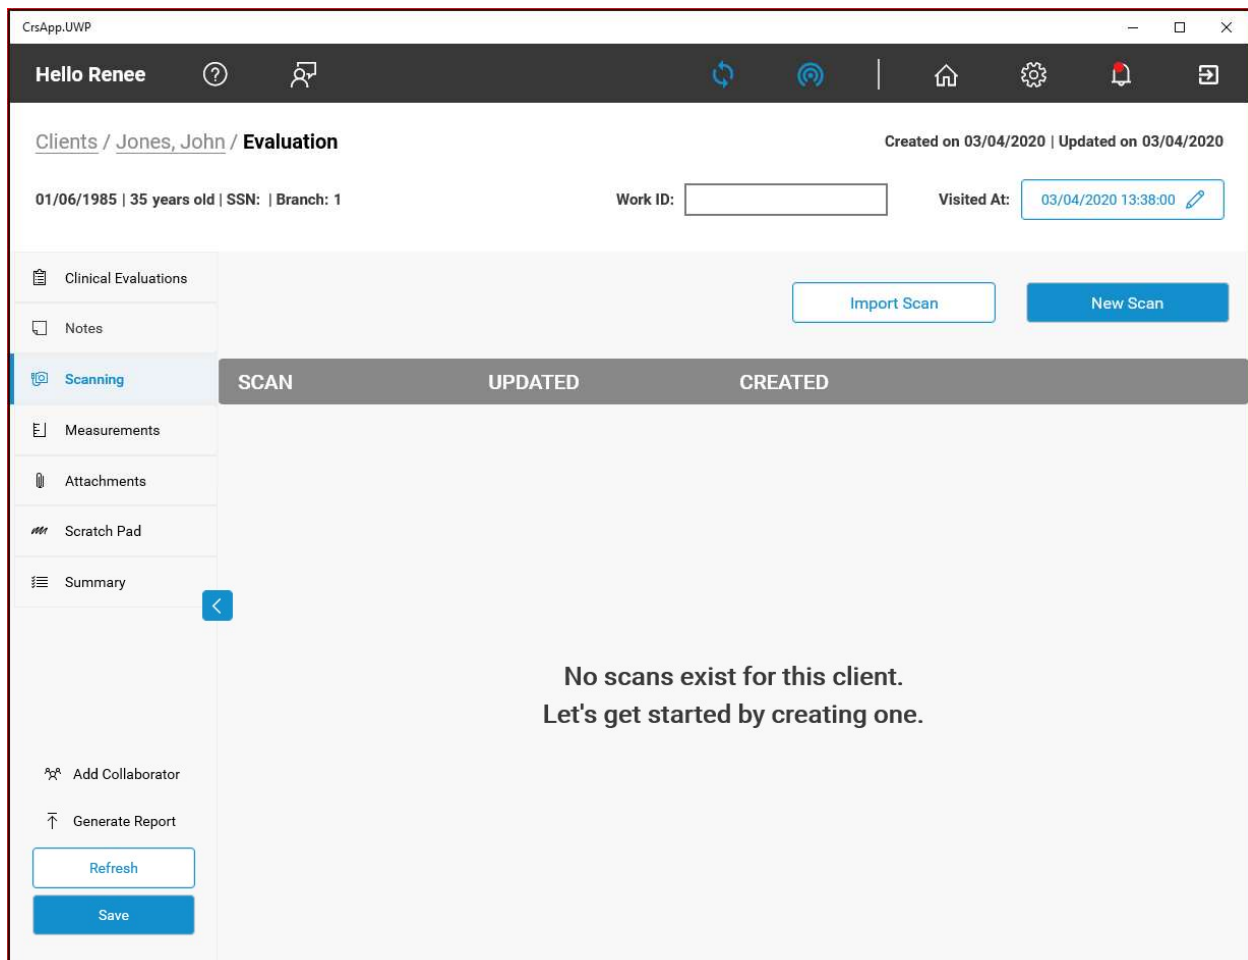 CrsApp.UWP
Hello Renee
Clients / Jones, John / Evaluation
Created on 03/04/2020 | Updated on 03/04/2020
01/06/1985 | 35 years old | SSN: | Branch: 1
Work ID:
Visited At: 03/04/2020 13:38:00
Clinical Evaluations
Notes
Scanning
Measurements
Attachments
Scratch Pad
Summary
Add Collaborator
Generate Report
Refresh
Save
Import Scan
New Scan
SCAN UPDATED CREATED
No scans exist for this client.
Let's get started by creating one.